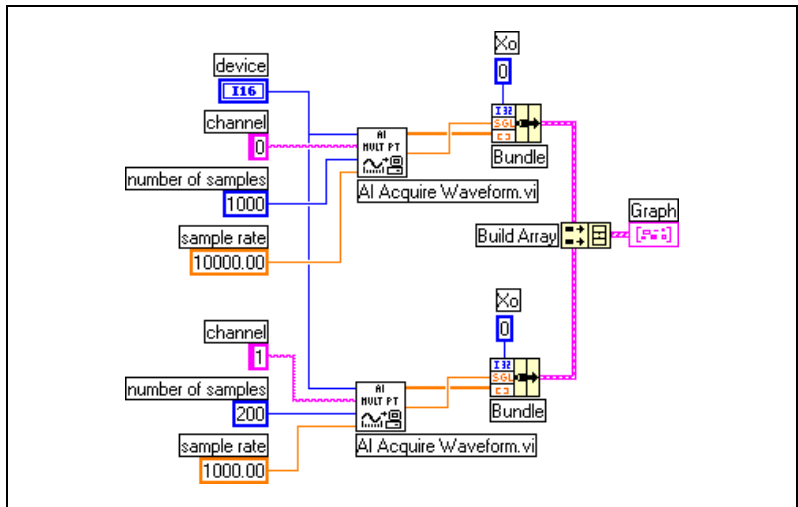 Xo
0
device
I16
channel
0
AI
MULT PT
AI Acquire Waveform.vi
I32
SGL
[ ]
Bundle
number of samples
1000
sample rate
10000.00
Build Array
Graph
Xo
0
channel
1
AI
MULT PT
AI Acquire Waveform.vi
I32
SGL
[ ]
Bundle
number of samples
200
sample rate
1000.00